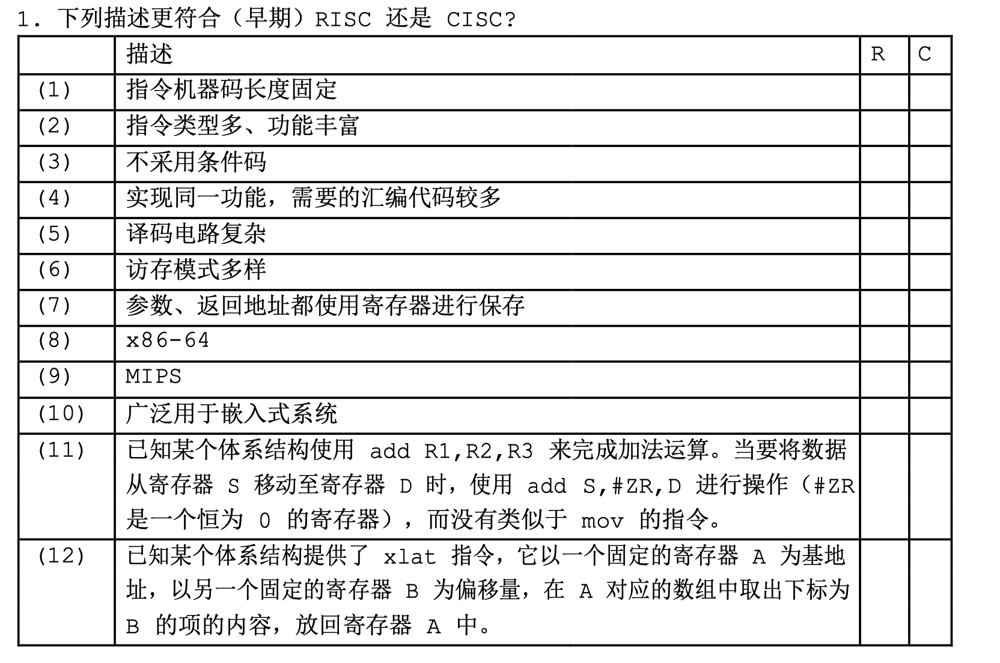 1. 下列描述更符合（早期）RISC 还是 CISC?
描述 R C
(1) 指令机器码长度固定
(2) 指令类型多、功能丰富
(3) 不采用条件码
(4) 实现同一功能，需要的汇编代码较多
(5) 译码电路复杂
(6) 访存模式多样
(7) 参数、返回地址都使用寄存器进行保存
(8) x86-64
(9) MIPS
(10) 广泛用于嵌入式系统
(11) 已知某个体系结构使用 add R1,R2,R3 来完成加法运算。当要将数据
从寄存器 S 移动至寄存器 D 时，使用 add S,#ZR,D 进行操作（#ZR
是一个恒为 0 的寄存器），而没有类似于 mov 的指令。
(12) 已知某个体系结构提供了 xlat 指令，它以一个固定的寄存器 A 为基地
址，以另一个固定的寄存器 B 为偏移量，在 A 对应的数组中取出下标为
B 的项的内容，放回寄存器 A 中。